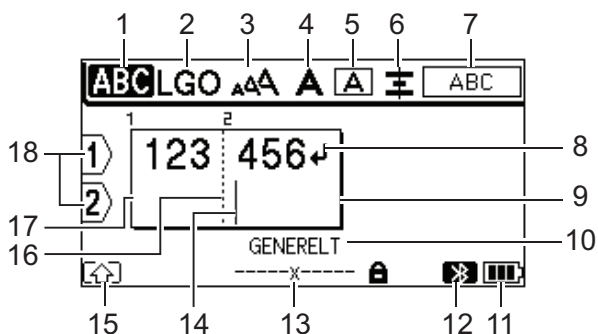 1 2 3 4 5 6 7
ABC LGO AAA A A ABC
1 2
18 1 123 456↵ 8
2 9
17
16 GENERELT 10
-----x-----
15 14 13 12 11